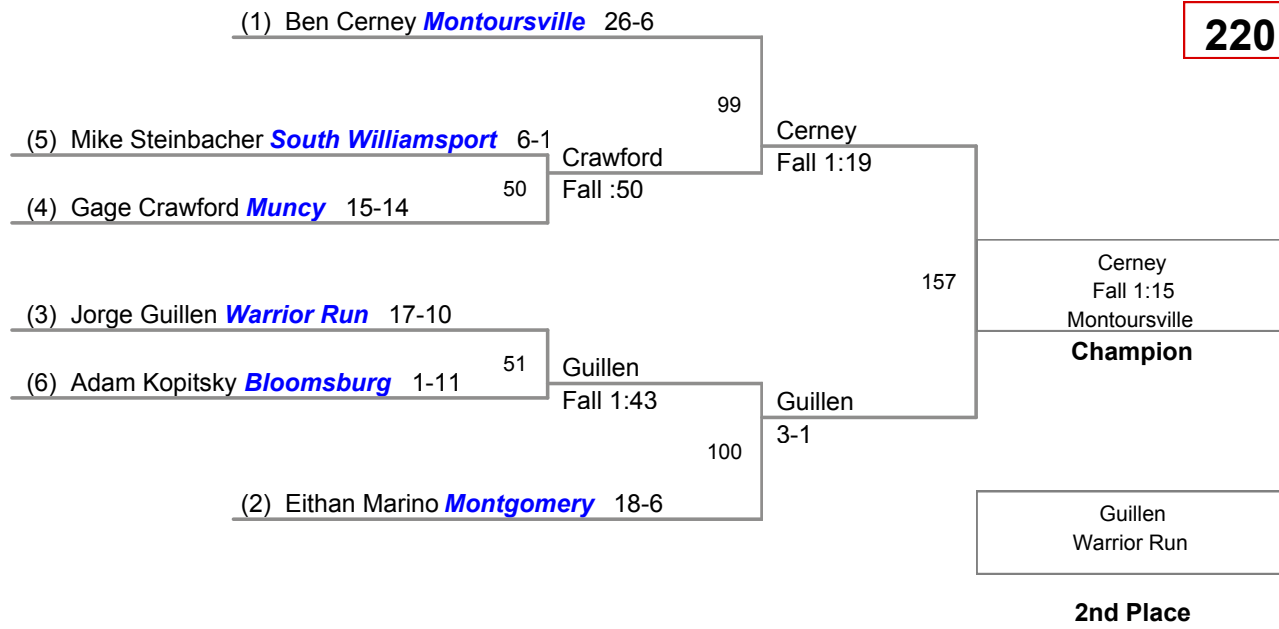 (1) Ben Cerney Montoursville 26-6
220
99
(5) Mike Steinbacher South Williamsport 6-1
Cerney
Fall 1:19
Crawford
Fall :50
50
(4) Gage Crawford Muncy 15-14
157
Cerney
Fall 1:15
Montoursville
Champion
(3) Jorge Guillen Warrior Run 17-10
51
Guillen
Fall 1:43
(6) Adam Kopitsky Bloomsburg 1-11
Guillen
3-1
100
(2) Eithan Marino Montgomery 18-6
Guillen
Warrior Run
2nd Place